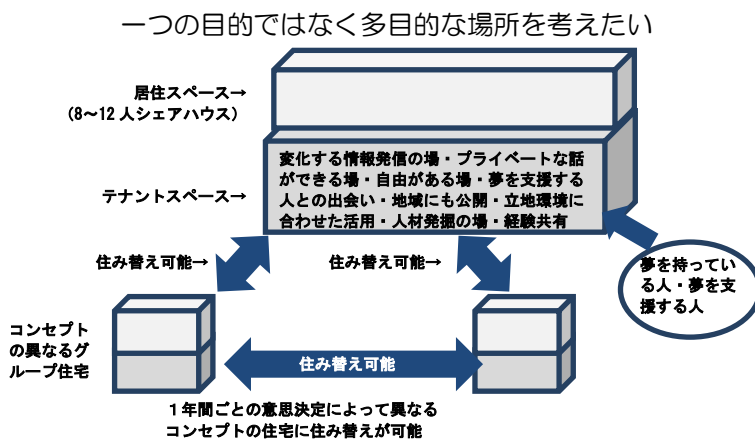 一つの目的ではなく多目的な場所を考えたい
居住スペース→
(8～12人シェアハウス)
変化する情報発信の場・プライベートな話
ができる場・自由がある場・夢を支援する
人との出会い・地域にも公開・立地環境に
合わせた活用・人材発掘の場・経験共有
テナントスペース→
住み替え可能→
住み替え可能→
夢を持ってい
る人・夢を支
援する人
コンセプト
の異なるグ
ループ住宅
住み替え可能
１年間ごとの意思決定によって異なる
コンセプトの住宅に住み替えが可能